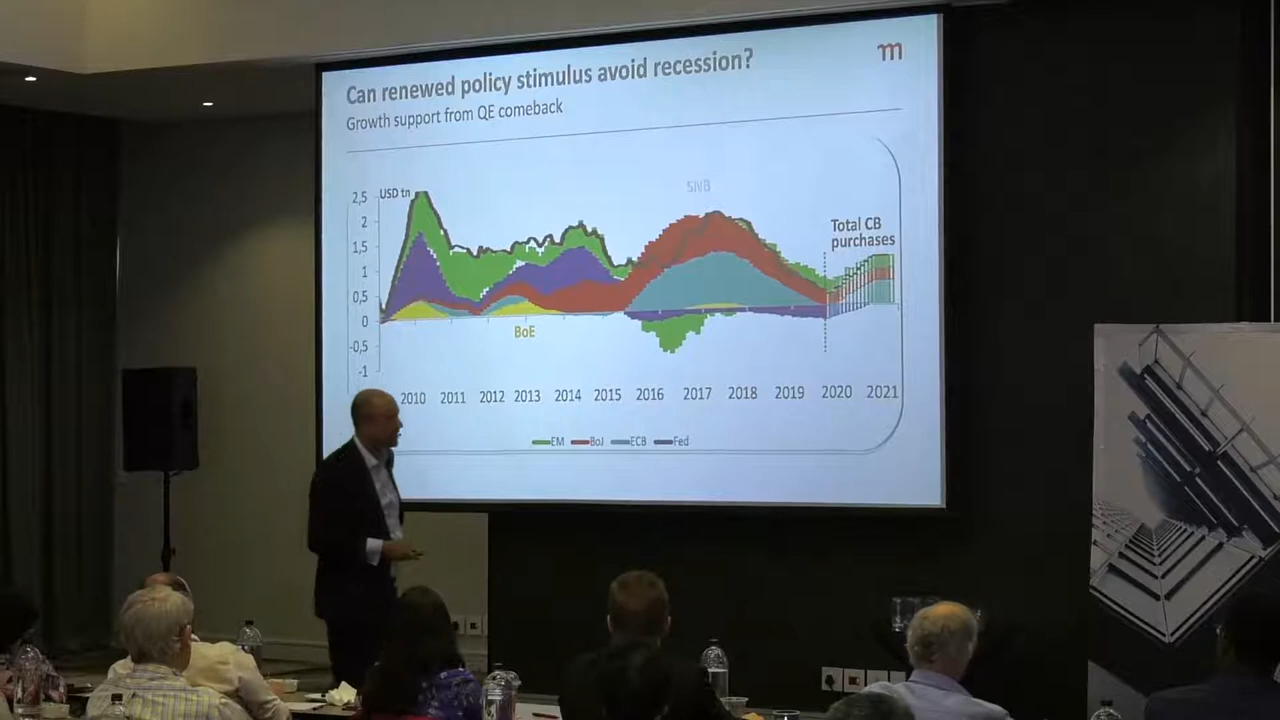 Can renewed policy stimulus avoid recession?
m
Growth support from QE comeback
2,5
USD tn
2
1,5
1
0,5
0
-0,5
-1
SNB
Total CB
purchases
BoE
2010 2011 2012 2013 2014 2015 2016 2017 2018 2019 2020 2021
EM BoJ ECB Fed